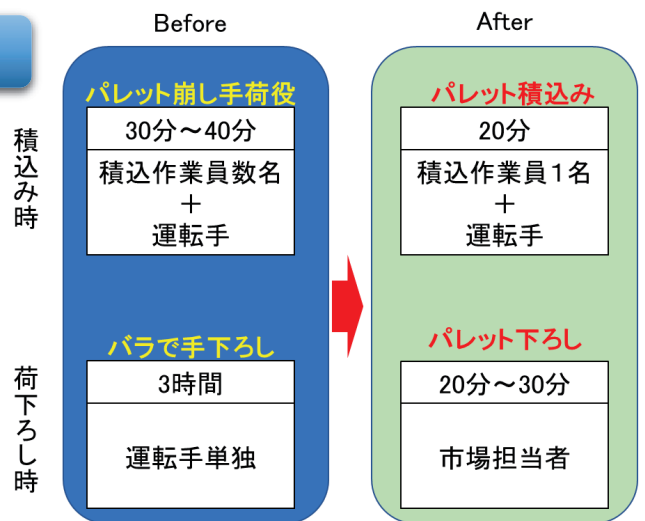 Before
After
積込み時
パレット崩し手荷役
30分～40分
積込作業員数名
＋
運転手
パレット積込み
20分
積込作業員１名
＋
運転手
荷下ろし時
バラで手下ろし
3時間
運転手単独
パレット下ろし
20分～30分
市場担当者